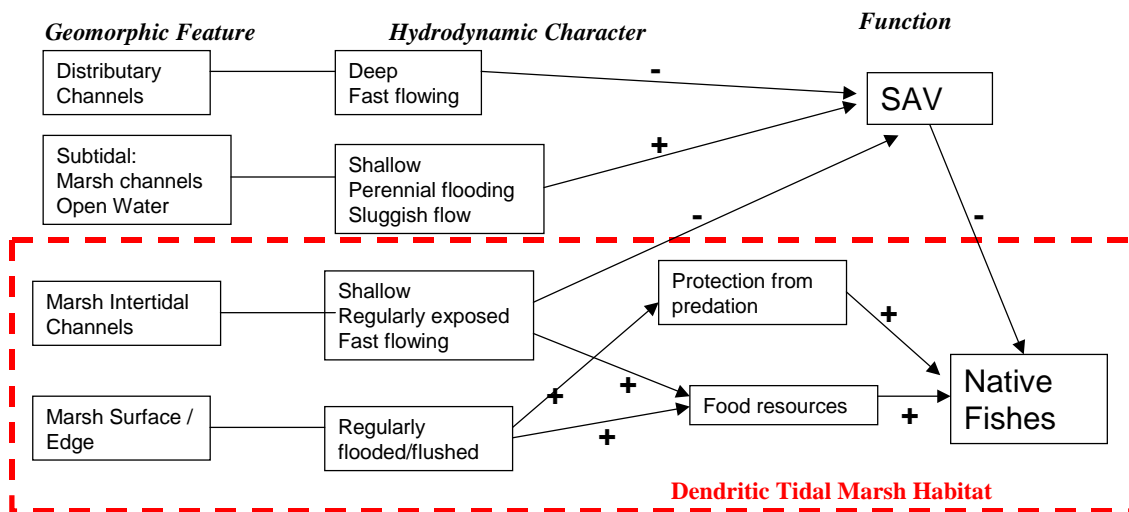 Geomorphic Feature
Hydrodynamic Character
Function
Distributary
Channels
Deep
Fast flowing
-
SAV
Subtidal:
Marsh channels
Open Water
Shallow
Perennial flooding
Sluggish flow
+
-
-
Marsh Intertidal
Channels
Shallow
Regularly exposed
Fast flowing
Protection from
predation
+
+
Native
Fishes
Marsh Surface /
Edge
Regularly
flooded/flushed
+
+
Food resources
+
Dendritic Tidal Marsh Habitat